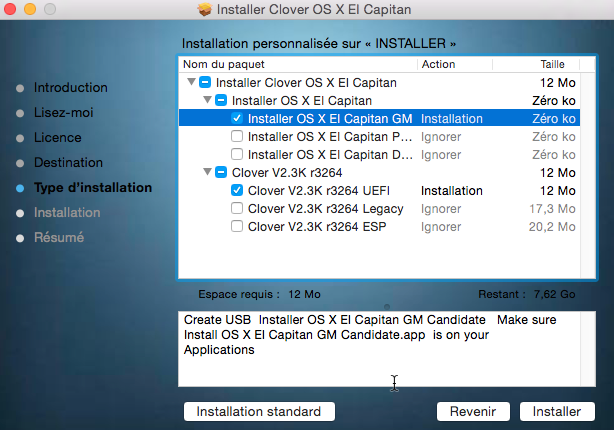 Installer Clover OS X El Capitan
Installation personnalisée sur « INSTALLER »
Introduction
Lisez-moi
Licence
Destination
Type d'installation
Installation
Résumé
Nom du paquet Action Taille
Installer Clover OS X El Capitan 12 Mo
Installer OS X El Capitan Zéro ko
Installer OS X El Capitan GM Installation Zéro ko
Installer OS X El Capitan P... Ignorer Zéro ko
Installer OS X El Capitan D... Ignorer Zéro ko
Clover V2.3K r3264 12 Mo
Clover V2.3K r3264 UEFI Installation 12 Mo
Clover V2.3K r3264 Legacy Ignorer 17,3 Mo
Clover V2.3K r3264 ESP Ignorer 20,2 Mo
Espace requis : 12 Mo Restant : 7,62 Go
Create USB Installer OS X El Capitan GM Candidate Make sure
Install OS X El Capitan GM Candidate.app is on your
Applications
Installation standard Revenir Installer